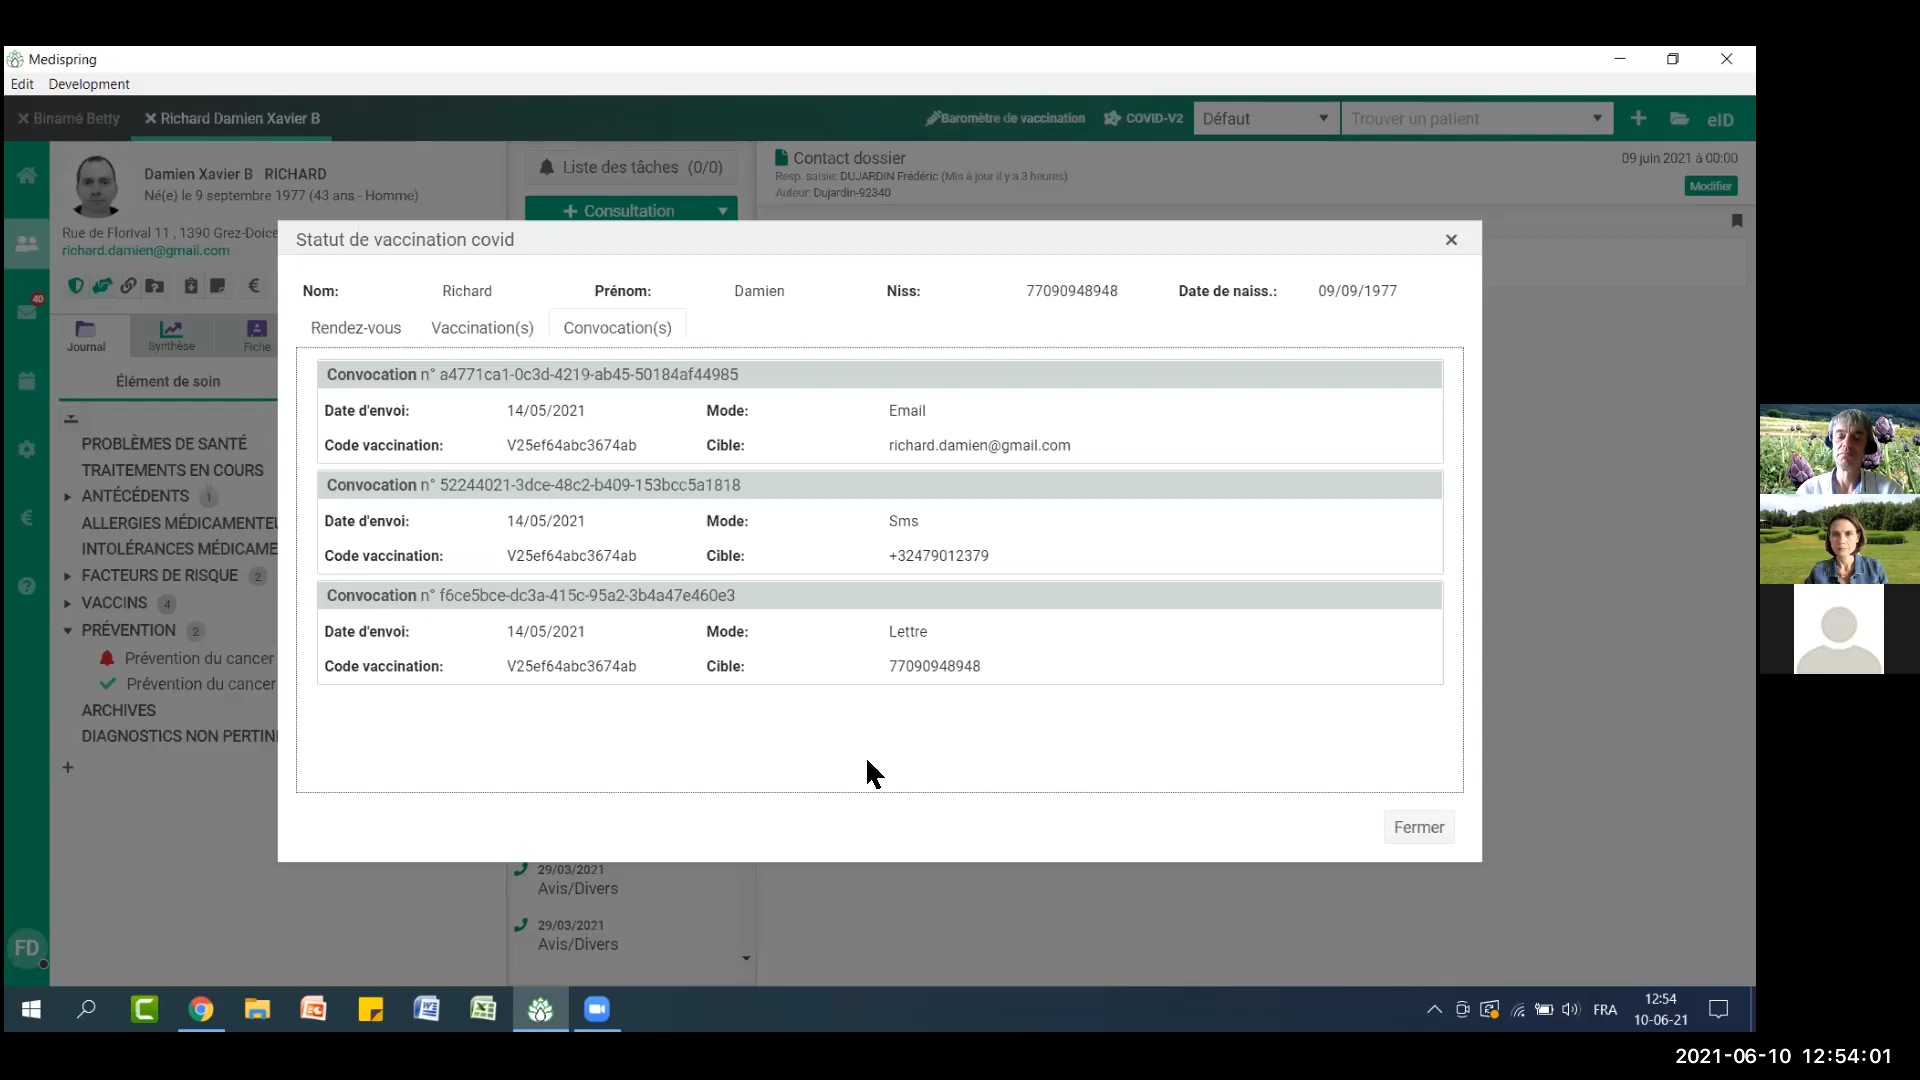 Medispring
Edit Development
Binamé Betty
Richard Damien Xavier B
Baromètre de vaccination
COVID-V2
Défaut
Trouver un patient
eID
Damien Xavier B RICHARD
Né(e) le 9 septembre 1977 (43 ans - Homme)
Rue de Florival 11 , 1390 Grez-Doice
richard.damien@gmail.com
40
Journal
Synthèse
Fiche
Élément de soin
PROBLÈMES DE SANTÉ
TRAITEMENTS EN COURS
ANTÉCÉDENTS 1
ALLERGIES MÉDICAMENTEU
INTOLÉRANCES MÉDICAME
FACTEURS DE RISQUE 2
VACCINS 4
PRÉVENTION 2
Prévention du cancer
Prévention du cancer
ARCHIVES
DIAGNOSTICS NON PERTIN
+
FD
Liste des tâches (0/0)
+ Consultation
Contact dossier
Resp. saisie: DUJARDIN Frédéric (Mis à jour il y a 3 heures)
Auteur: Dujardin-92340
09 juin 2021 à 00:00
Modifier
Statut de vaccination covid
Nom: Richard Prénom: Damien Niss: 77090948948 Date de naiss.: 09/09/1977
Rendez-vous Vaccination(s) Convocation(s)
Convocation n° a4771ca1-0c3d-4219-ab45-50184af44985
Date d'envoi: 14/05/2021 Mode: Email
Code vaccination: V25ef64abc3674ab Cible: richard.damien@gmail.com
Convocation n° 52244021-3dce-48c2-b409-153bcc5a1818
Date d'envoi: 14/05/2021 Mode: Sms
Code vaccination: V25ef64abc3674ab Cible: +32479012379
Convocation n° f6ce5bce-dc3a-415c-95a2-3b4a47e460e3
Date d'envoi: 14/05/2021 Mode: Lettre
Code vaccination: V25ef64abc3674ab Cible: 77090948948
Fermer
29/03/2021
Avis/Divers
29/03/2021
Avis/Divers
FRA
12:54
10-06-21
2021-06-10 12:54:01